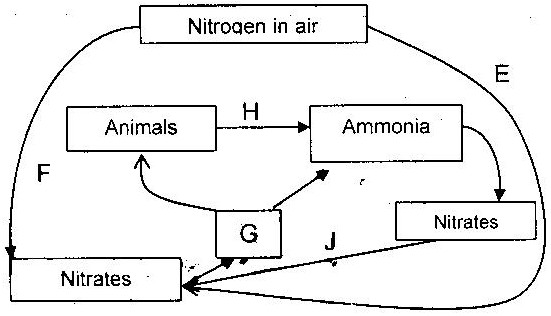 Nitrogen in air
E
H
Animals
Ammonia
F
G
J
Nitrates
Nitrates